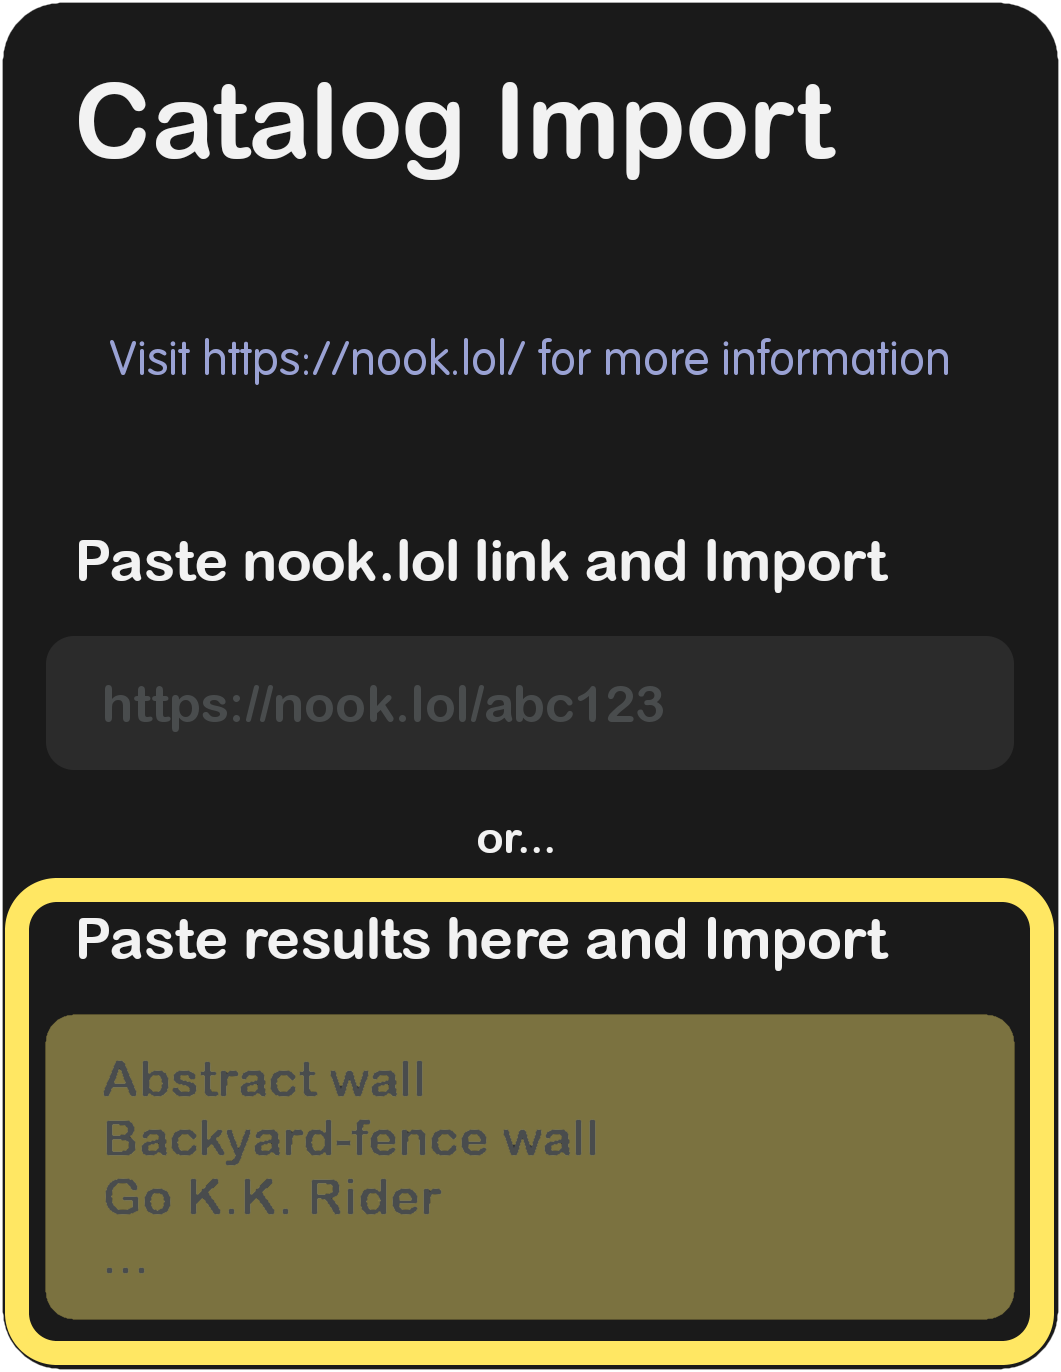 Catalog Import
Visit https://nook.lol/ for more information
Paste nook.lol link and Import
https://nook.lol/abc123
or...
Paste results here and Import
Abstract wall
Backyard-fence wall
Go K.K. Rider
...